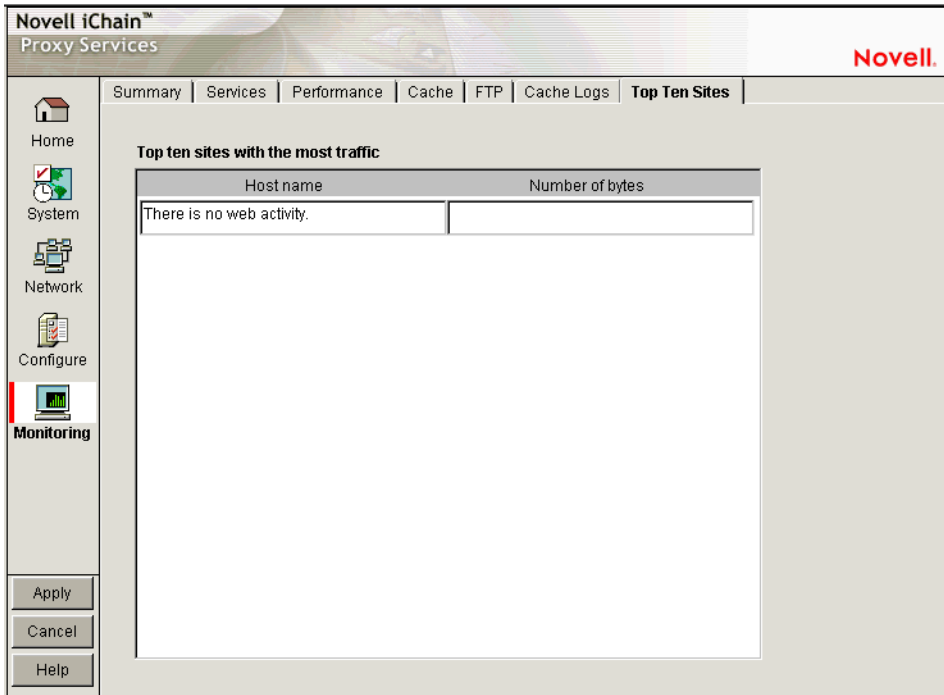 Novell iChain™
Proxy Services
Novell.
Summary Services Performance Cache FTP Cache Logs Top Ten Sites
Home
System
Network
Configure
Monitoring
Top ten sites with the most traffic
Host name Number of bytes
There is no web activity.
Apply
Cancel
Help